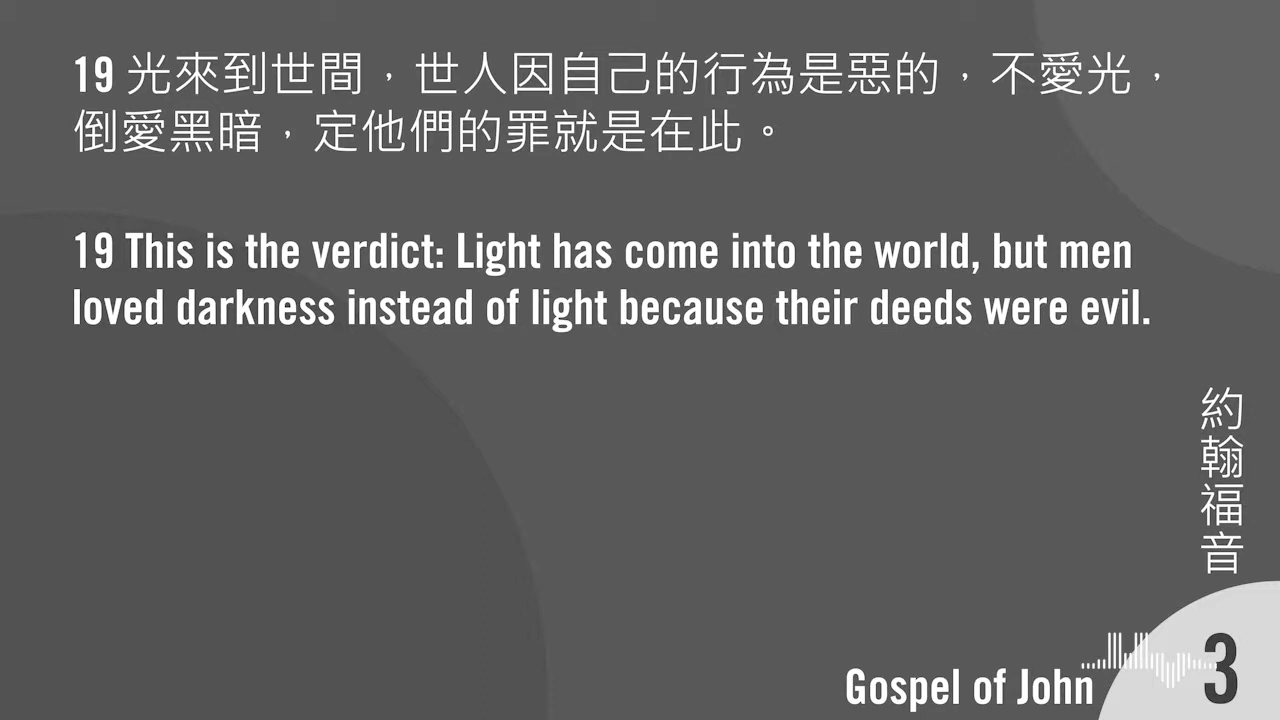 19 光來到世間，世人因自己的行為是惡的，不愛光，
倒愛黑暗，定他們的罪就是在此。
19 This is the verdict: Light has come into the world, but men
loved darkness instead of light because their deeds were evil.
約翰福音
Gospel of John
3